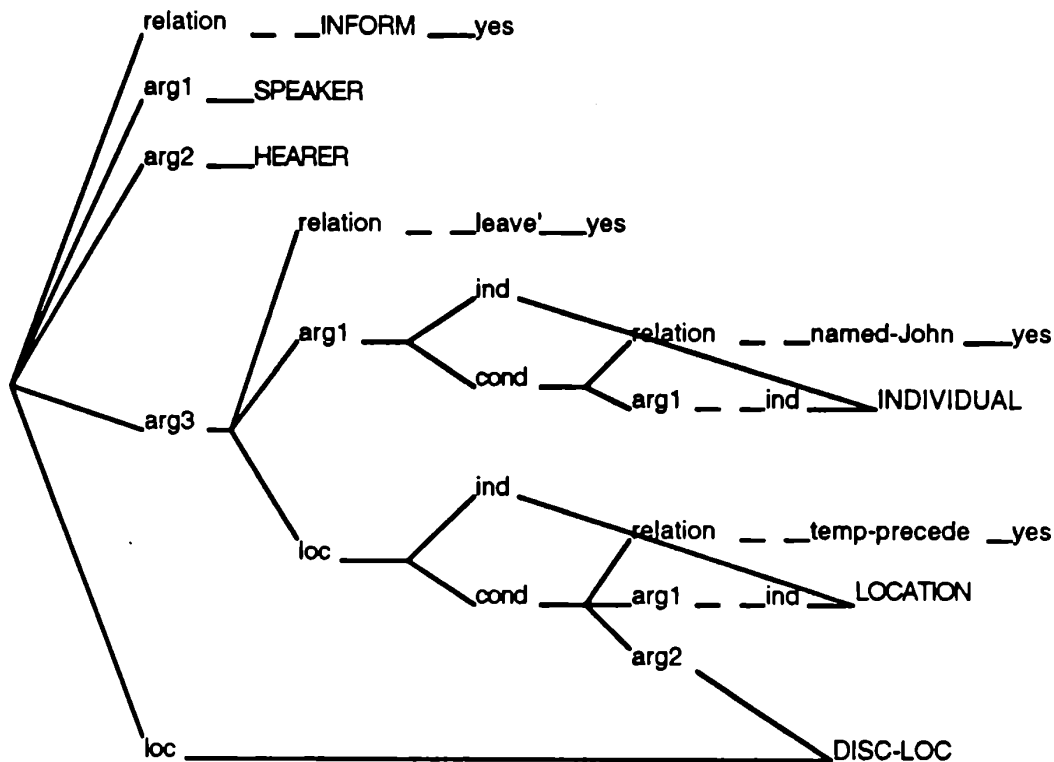 relation INFORM yes
arg1 SPEAKER
arg2 HEARER
relation leave' yes
ind
arg1 relation named-John yes
cond
arg1 ind INDIVIDUAL
arg3
ind
relation temp-precede yes
loc
cond arg1 ind LOCATION
arg2
loc DISC-LOC